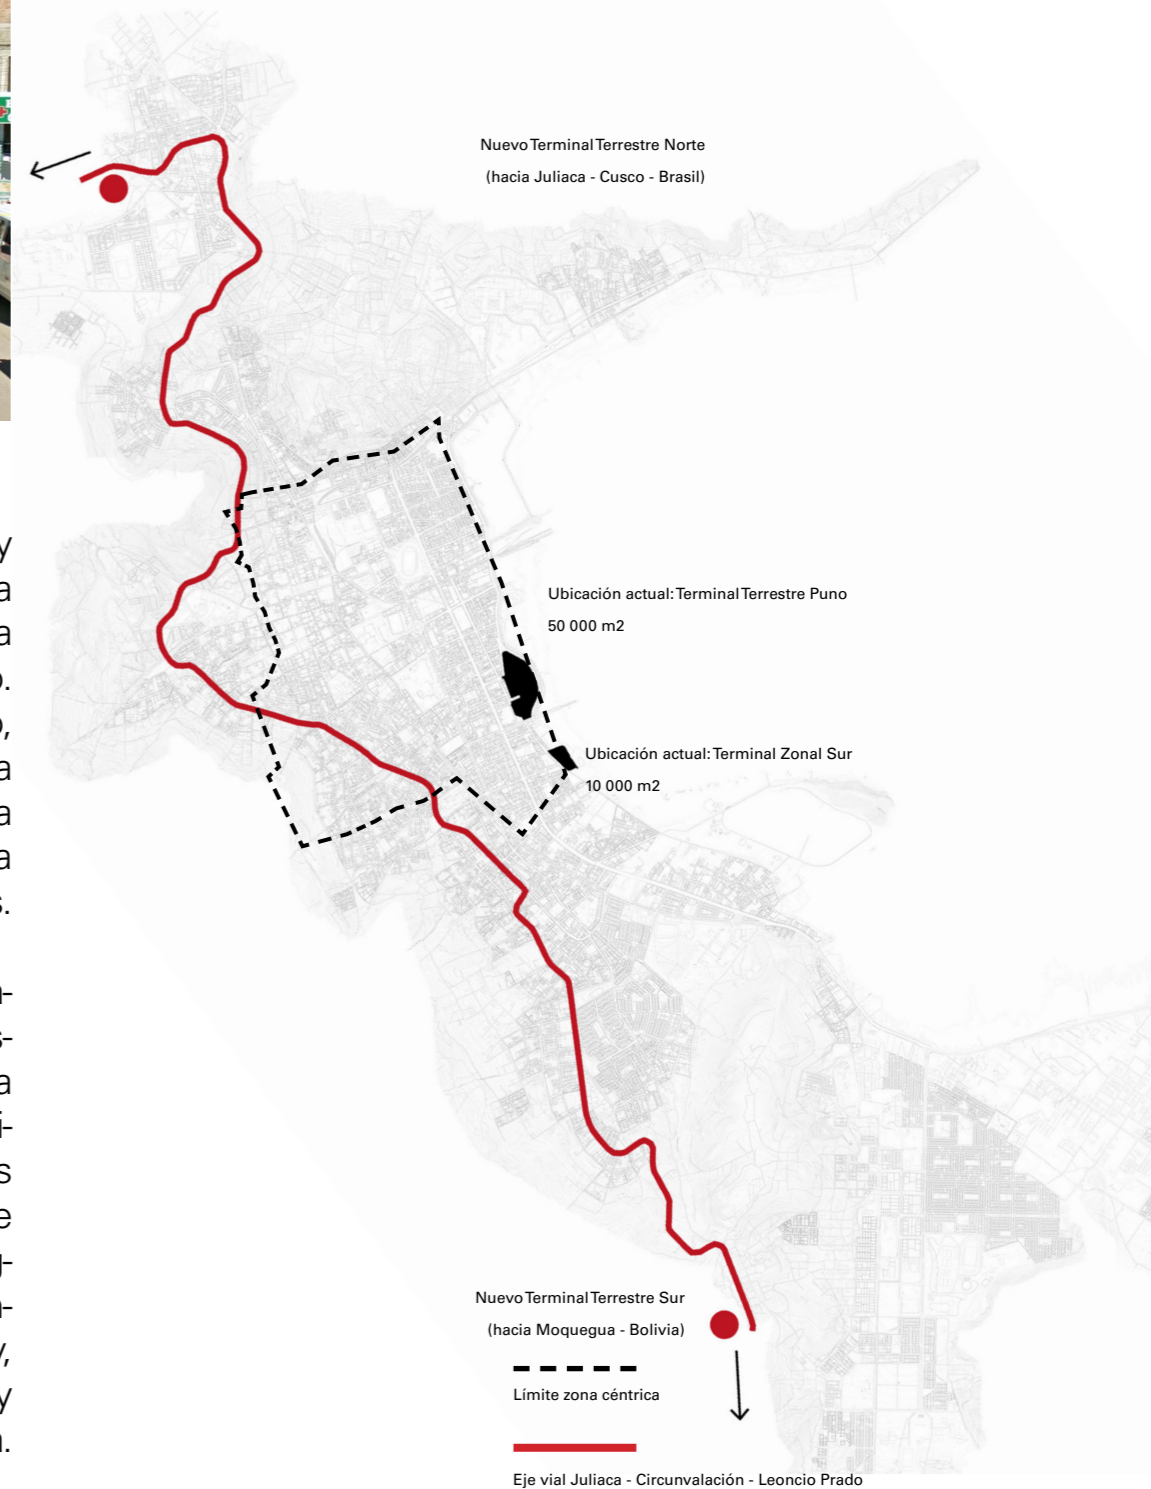 Nuevo Terminal Terrestre Norte
(hacia Juliaca - Cusco - Brasil)
y
a
a
o.
o,
a
a
a
s.
Ubicación actual: Terminal Terrestre Puno
50 000 m2
Ubicación actual: Terminal Zonal Sur
10 000 m2
a
s
e
y,
y
Nuevo Terminal Terrestre Sur
(hacia Moquegua - Bolivia)
Límite zona céntrica
Eje vial Juliaca - Circunvalación - Leoncio Prado